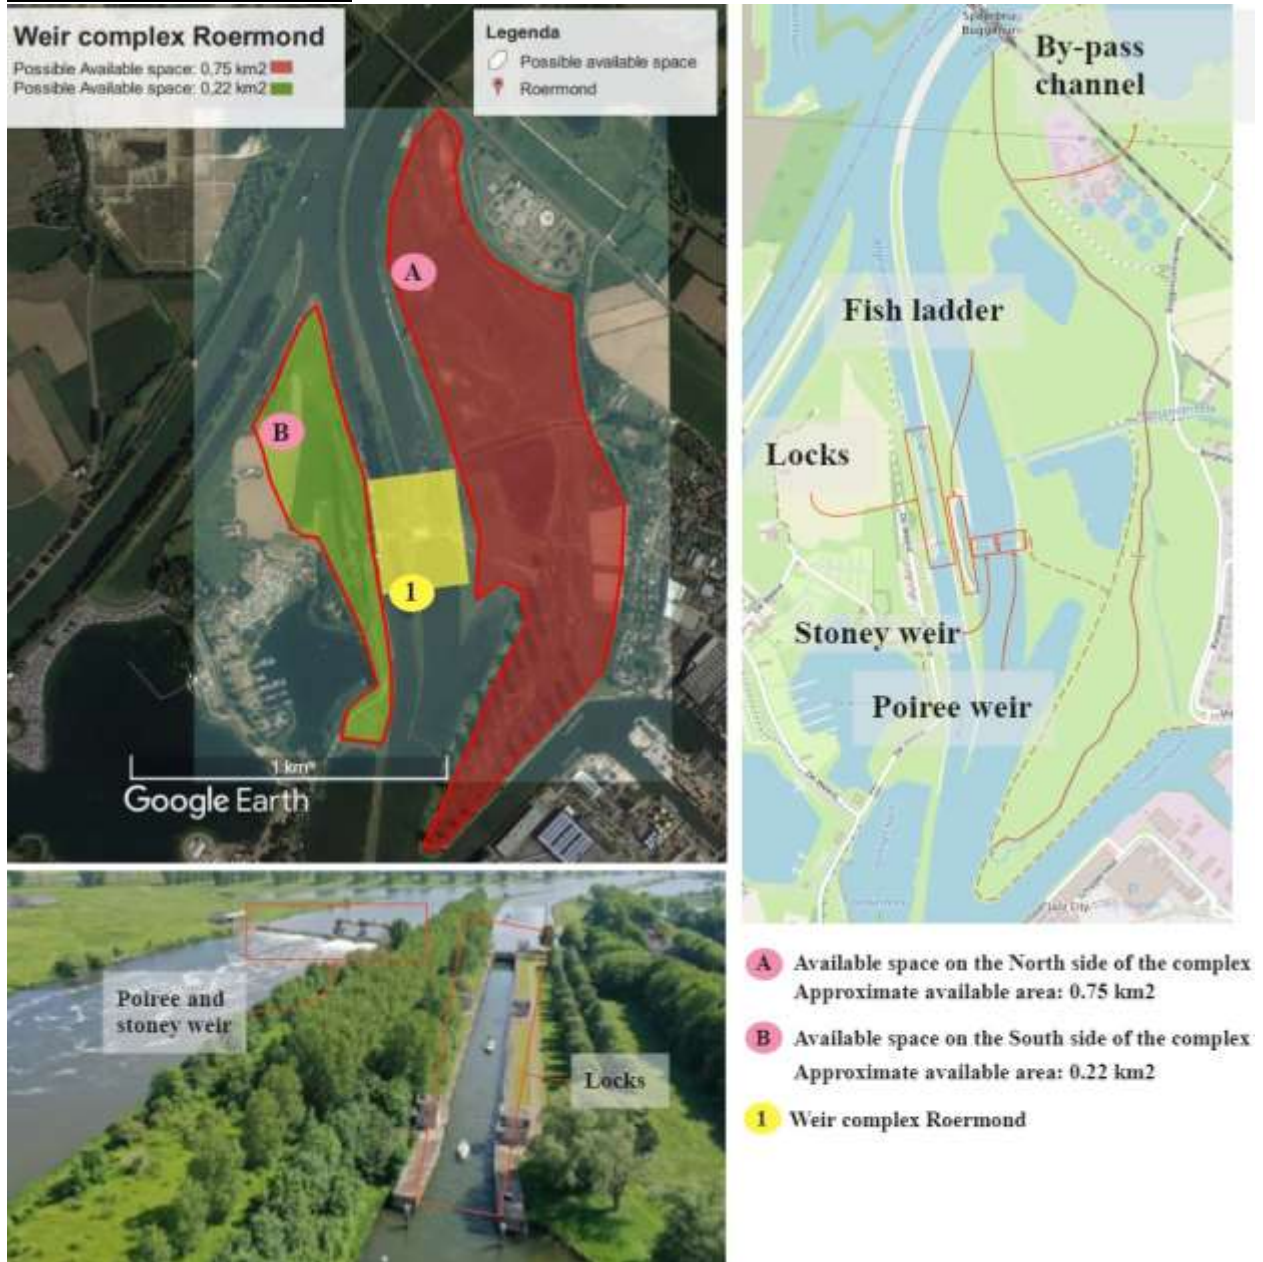 Weir complex Roermond
Possible Available space: 0,75 km2
Possible Available space: 0,22 km2
Legenda
Possible available space
Roermond
A
B
1
1 km
Google Earth
By-pass
channel
Fish ladder
Locks
Stoney weir
Poiree weir
Poiree and
stoney weir
Locks
A Available space on the North side of the complex
Approximate available area: 0.75 km2
B Available space on the South side of the complex
Approximate available area: 0.22 km2
1 Weir complex Roermond